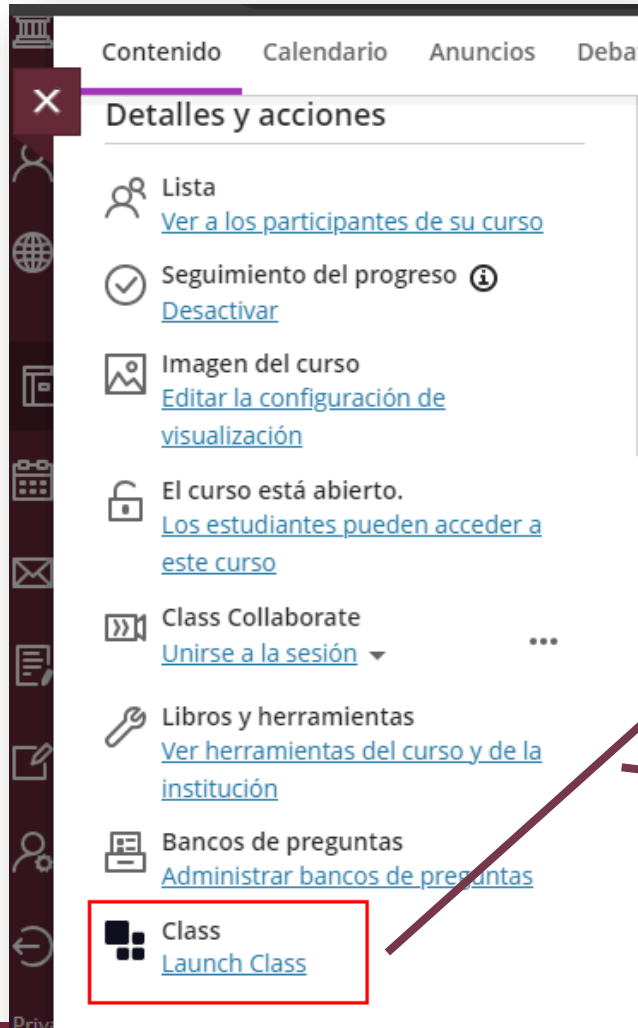 Contenido Calendario Anuncios Deba
Detalles y acciones
Lista
Ver a los participantes de su curso
Seguimiento del progreso
Desactivar
Imagen del curso
Editar la configuración de
visualización
El curso está abierto.
Los estudiantes pueden acceder a
este curso
Class Collaborate
Unirse a la sesión
Libros y herramientas
Ver herramientas del curso y de la
institución
Bancos de preguntas
Administrar bancos de preguntas
Class
Launch Class
Priva